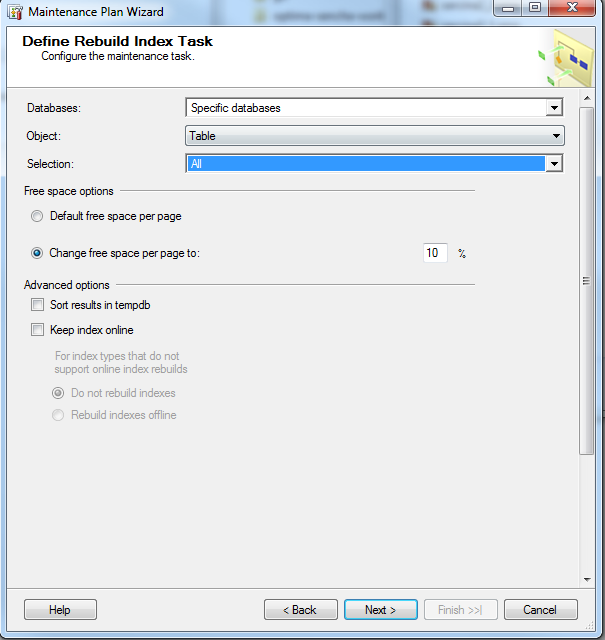 Maintenance Plan Wizard
Define Rebuild Index Task
Configure the maintenance task.
Databases: Specific databases
Object: Table
Selection: All
Free space options
Default free space per page
Change free space per page to: 10 %
Advanced options
Sort results in tempdb
Keep index online
For index types that do not
support online index rebuilds
Do not rebuild indexes
Rebuild indexes offline
Help < Back Next > Finish >>| Cancel